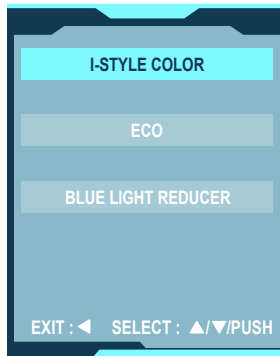 I-STYLE COLOR
ECO
BLUE LIGHT REDUCER
EXIT : ◀ SELECT : ▲/▼/PUSH